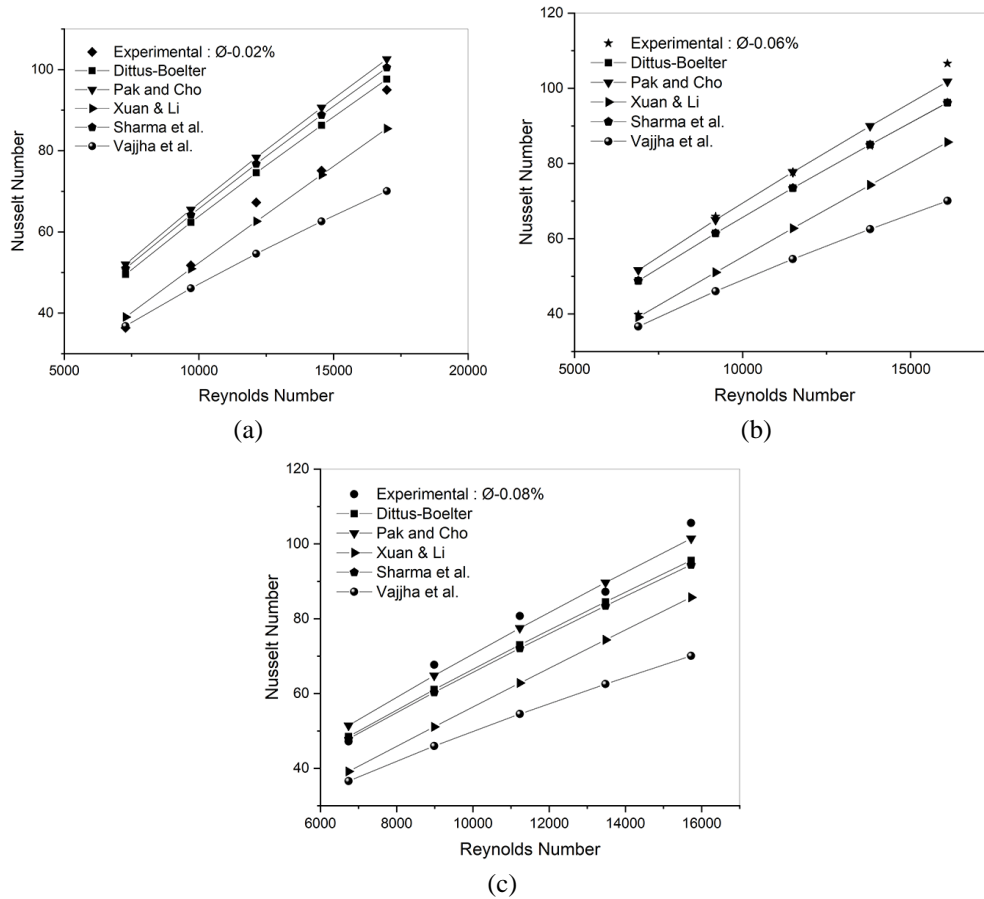 Experimental : Ø-0.02%
Dittus-Boelter
Pak and Cho
Xuan & Li
Sharma et al.
Vajjha et al.
Nusselt Number
100
80
60
40
5000
10000
15000
20000
Reynolds Number
(a)
120
Experimental : Ø-0.06%
Dittus-Boelter
Pak and Cho
Xuan & Li
Sharma et al.
Vajjha et al.
Nusselt Number
100
80
60
40
5000
10000
15000
Reynolds Number
(b)
120
Experimental : Ø-0.08%
Dittus-Boelter
Pak and Cho
Xuan & Li
Sharma et al.
Vajjha et al.
Nusselt Number
100
80
60
40
6000
8000
10000
12000
14000
16000
Reynolds Number
(c)